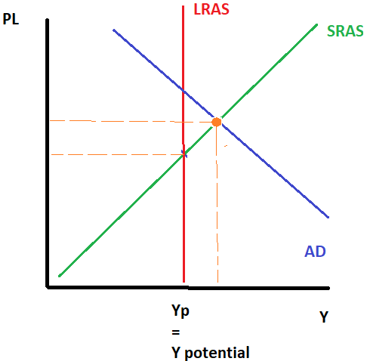 PL
LRAS
SRAS
AD
Yp
=
Y potential
Y